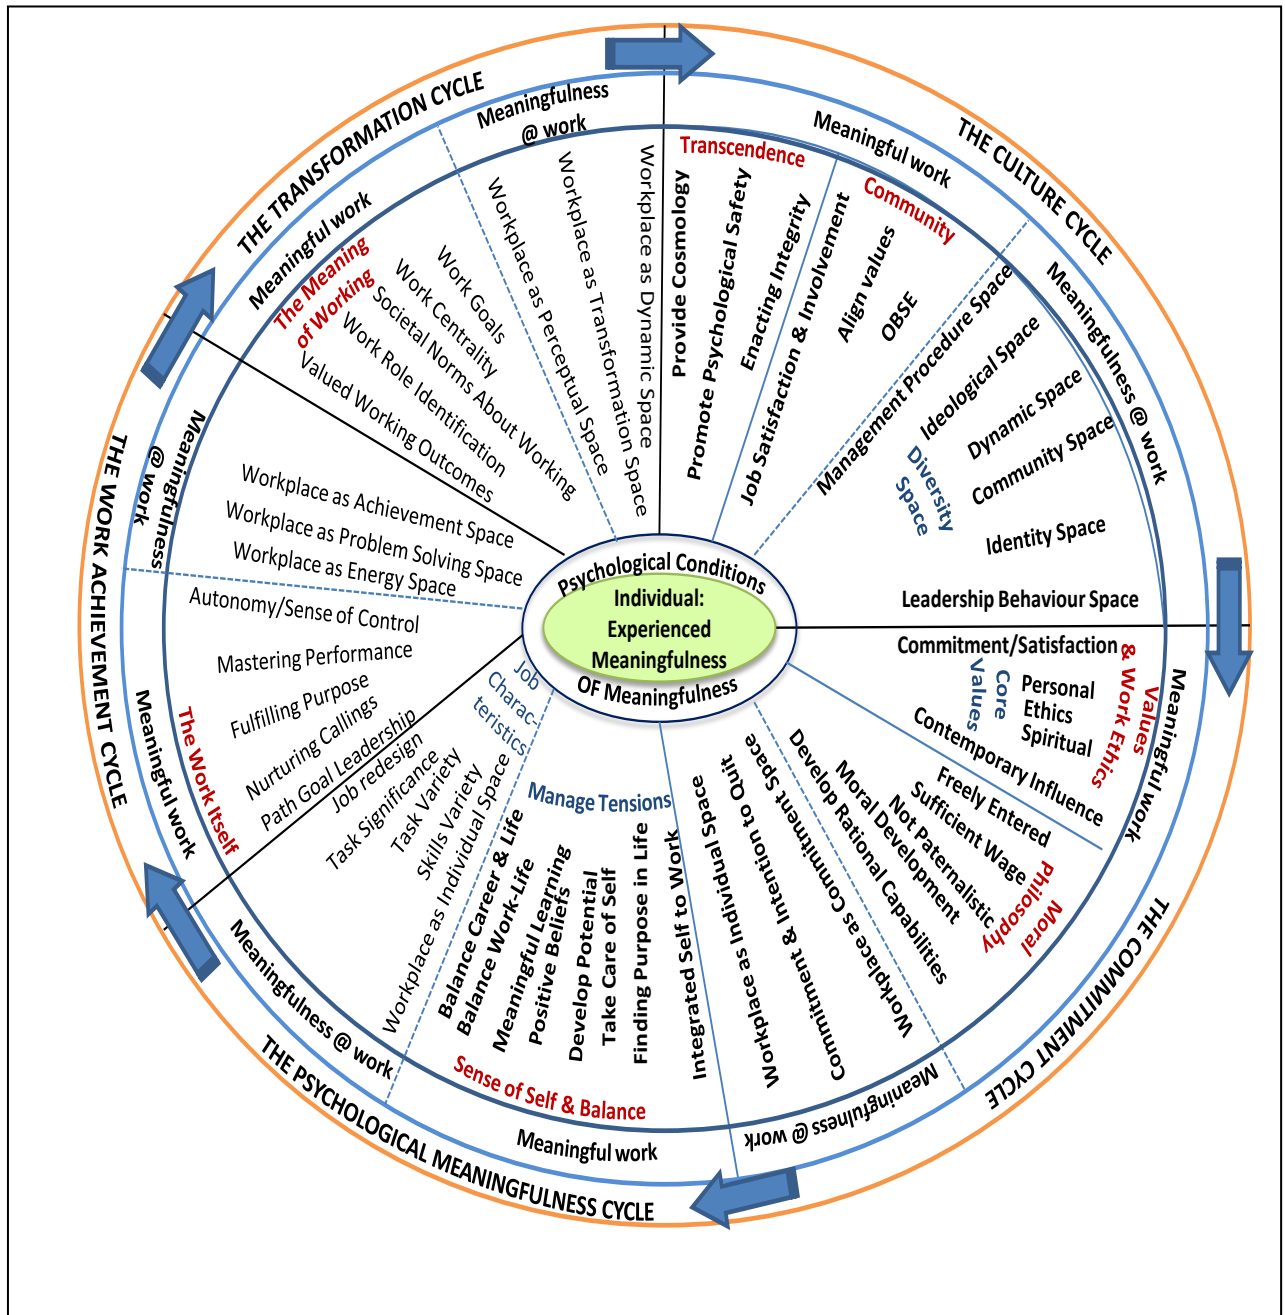 THE TRANSFORMATION CYCLE
Meaningful work
Meaningfulness
@ work
The Meaning
of Working
Work Goals
Work Centrality
Societal Norms About Working
Work Role Identification
Valued Working Outcomes
Workplace as Perceptual Space
Workplace as Transformation Space
Workplace as Dynamic Space
THE CULTURE CYCLE
Meaningful work
Meaningfulness @ work
Transcendence
Provide Cosmology
Promote Psychological Safety
Enacting Integrity
Community
Job Satisfaction & Involvement
Align values
OBSE
Management Procedure Space
Ideological Space
Dynamic Space
Community Space
Diversity
Space
Identity Space
Leadership Behaviour Space
THE COMMITMENT CYCLE
Meaningful work
Meaningfulness @ work
Commitment/Satisfaction
Values
& Work Ethics
Core
Values
Personal
Ethics
Spiritual
Contemporary Influence
Moral
Philosophy
Freely Entered
Sufficient Wage
Not Paternalistic
Moral Development
Develop Rational Capabilities
Workplace as Commitment Space
Commitment & Intention to Quit
Workplace as Individual Space
THE PSYCHOLOGICAL MEANINGFULNESS CYCLE
Meaningful work
Meaningfulness @ work
Manage Tensions
Integrated Self to Work
Finding Purpose in Life
Take Care of Self
Develop Potential
Positive Beliefs
Meaningful Learning
Balance Work-Life
Balance Career & Life
Sense of Self & Balance
Job
Charac-
teristics
Workplace as Individual Space
Skills Variety
Task Variety
Task Significance
Job redesign
THE WORK ACHIEVEMENT CYCLE
Meaningful work
Meaningfulness
@ work
The Work Itself
Path Goal Leadership
Nurturing Callings
Fulfilling Purpose
Mastering Performance
Autonomy/Sense of Control
Workplace as Energy Space
Workplace as Problem Solving Space
Workplace as Achievement Space
Psychological Conditions
Individual:
Experienced
Meaningfulness
OF Meaningfulness